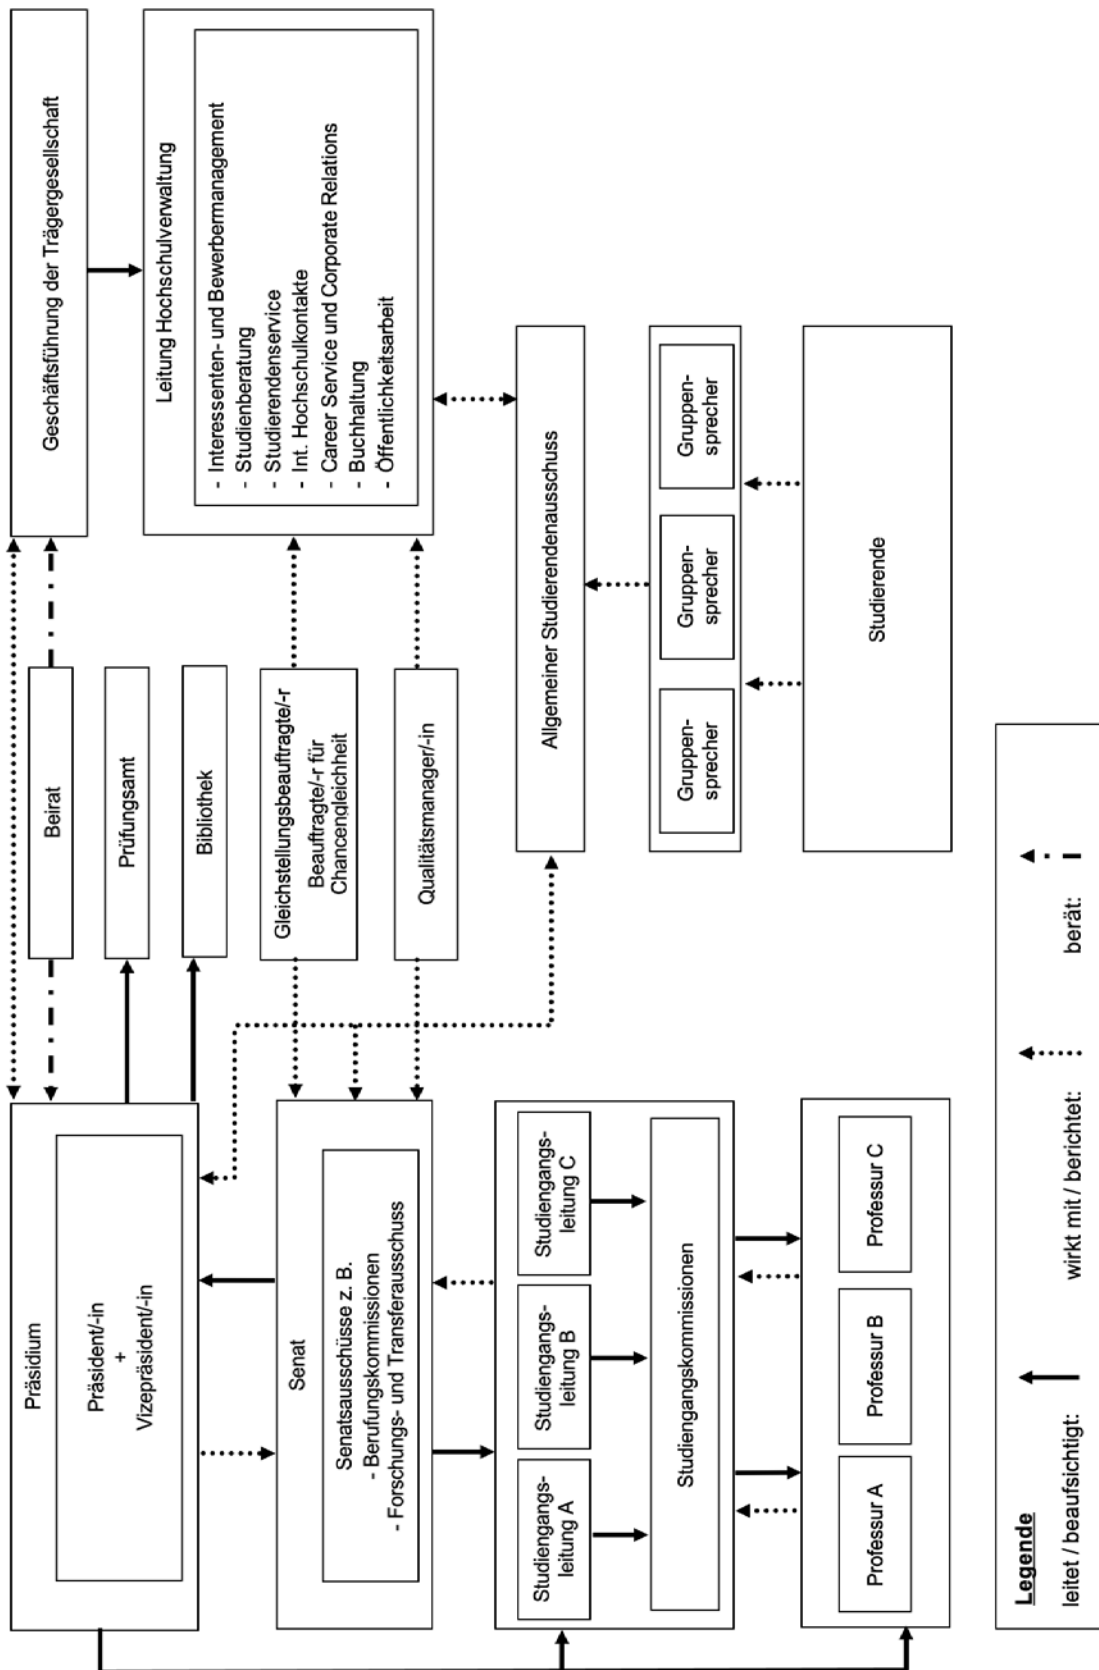 Präsidium
Präsident/-in
+
Vizepräsident/-in
Beirat
Prüfungsamt
Bibliothek
Geschäftsführung der Trägergesellschaft
Leitung Hochschulverwaltung
- Interessenten- und Bewerbermanagement
- Studienberatung
- Studierendenservice
- Int. Hochschulkontakte
- Career Service und Corporate Relations
- Buchhaltung
- Öffentlichkeitsarbeit
Senat
Senatsausschüsse z. B.
- Berufungskommissionen
- Forschungs- und Transferausschuss
Gleichstellungsbeauftragte/-r
Beauftragte/-r für
Chancengleichheit
Qualitätsmanager/-in
Studiengangs-
leitung A
Studiengangs-
leitung B
Studiengangs-
leitung C
Studiengangskommissionen
Allgemeiner Studierendenausschuss
Gruppen-
sprecher
Gruppen-
sprecher
Gruppen-
sprecher
Professur A
Professur B
Professur C
Studierende
Legende
leitet / beaufsichtigt:
wirkt mit / berichtet:
berät: